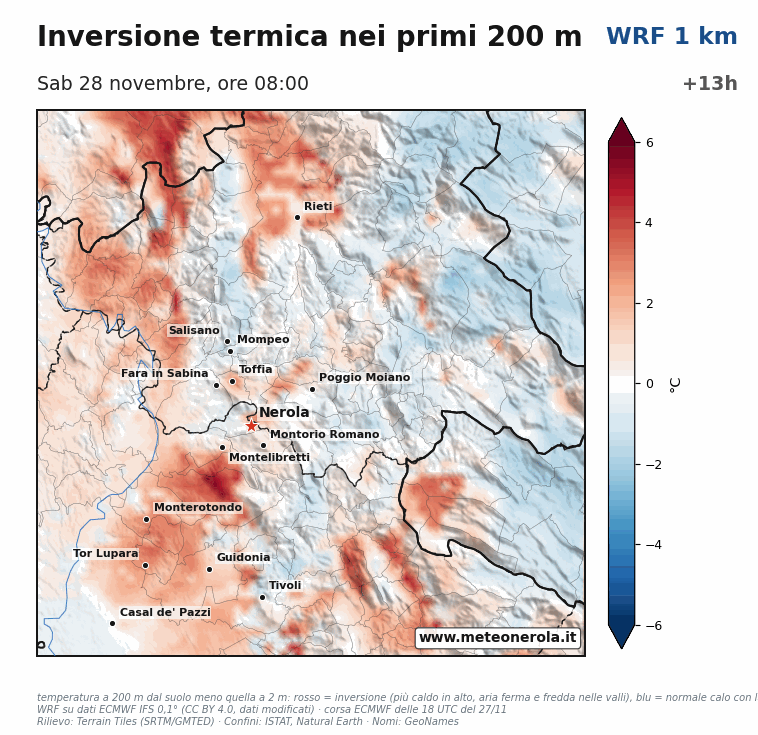 Inversione termica nei primi 200 m
WRF 1 km
Sab 28 novembre, ore 08:00
+13h
Rieti
Salisano
Mompeo
Fara in Sabina
Toffia
Poggio Moiano
Nerola
Montorio Romano
Montelibretti
Monterotondo
Tor Lupara
Guidonia
Tivoli
Casal de' Pazzi
www.meteonerola.it
6
4
2
0
−2
−4
−6
°C
temperatura a 200 m dal suolo meno quella a 2 m: rosso = inversione (più caldo in alto, aria ferma e fredda nelle valli), blu = normale calo con l
WRF su dati ECMWF IFS 0,1° (CC BY 4.0, dati modificati) · corsa ECMWF delle 18 UTC del 27/11
Rilievo: Terrain Tiles (SRTM/GMTED) · Confini: ISTAT, Natural Earth · Nomi: GeoNames